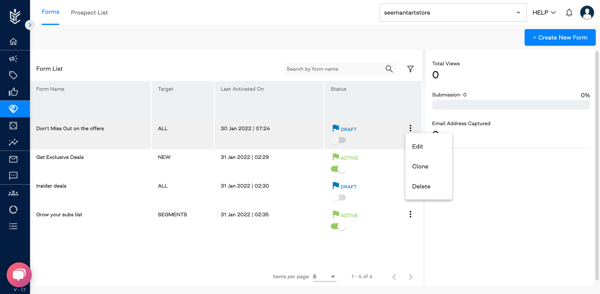 Forms
Prospect List
seemantartstore
HELP
+ Create New Form
Form List
Search by form name
Form Name
Target
Last Activated On
Status
Don't Miss Out on the offers
ALL
30 Jan 2022 | 07:24
DRAFT
Get Exclusive Deals
NEW
31 Jan 2022 | 02:29
ACTIVE
Insider deals
ALL
31 Jan 2022 | 02:30
DRAFT
Grow your subs list
SEGMENTS
31 Jan 2022 | 02:35
ACTIVE
Edit
Clone
Delete
Items per page: 5
1 - 4 of 4
Total Views
0
Submission- 0
0%
Email Address Captured
V - 1.7